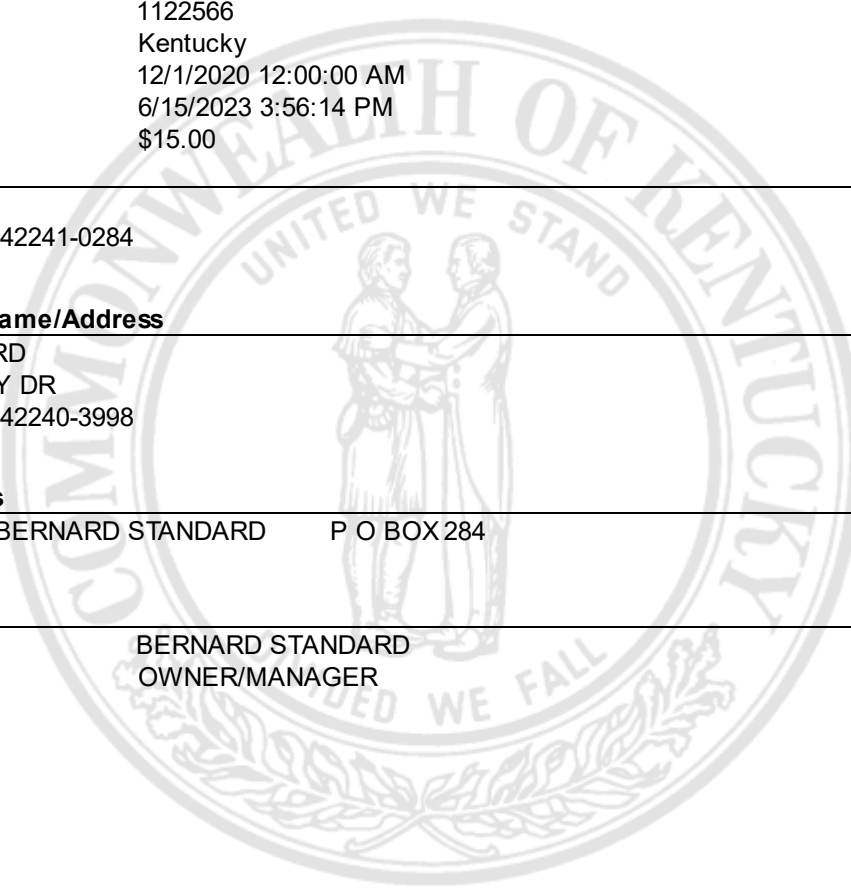 1122566
Kentucky
12/1/2020 12:00:00 AM
6/15/2023 3:56:14 PM
$15.00
42241-0284
ame/Address
RD
Y DR
42240-3998
s
BERNARD STANDARD P O BOX 284
BERNARD STANDARD
OWNER/MANAGER
COMMONWEALTH OF KENTUCKY
UNITED WE STAND
DED WE FALL